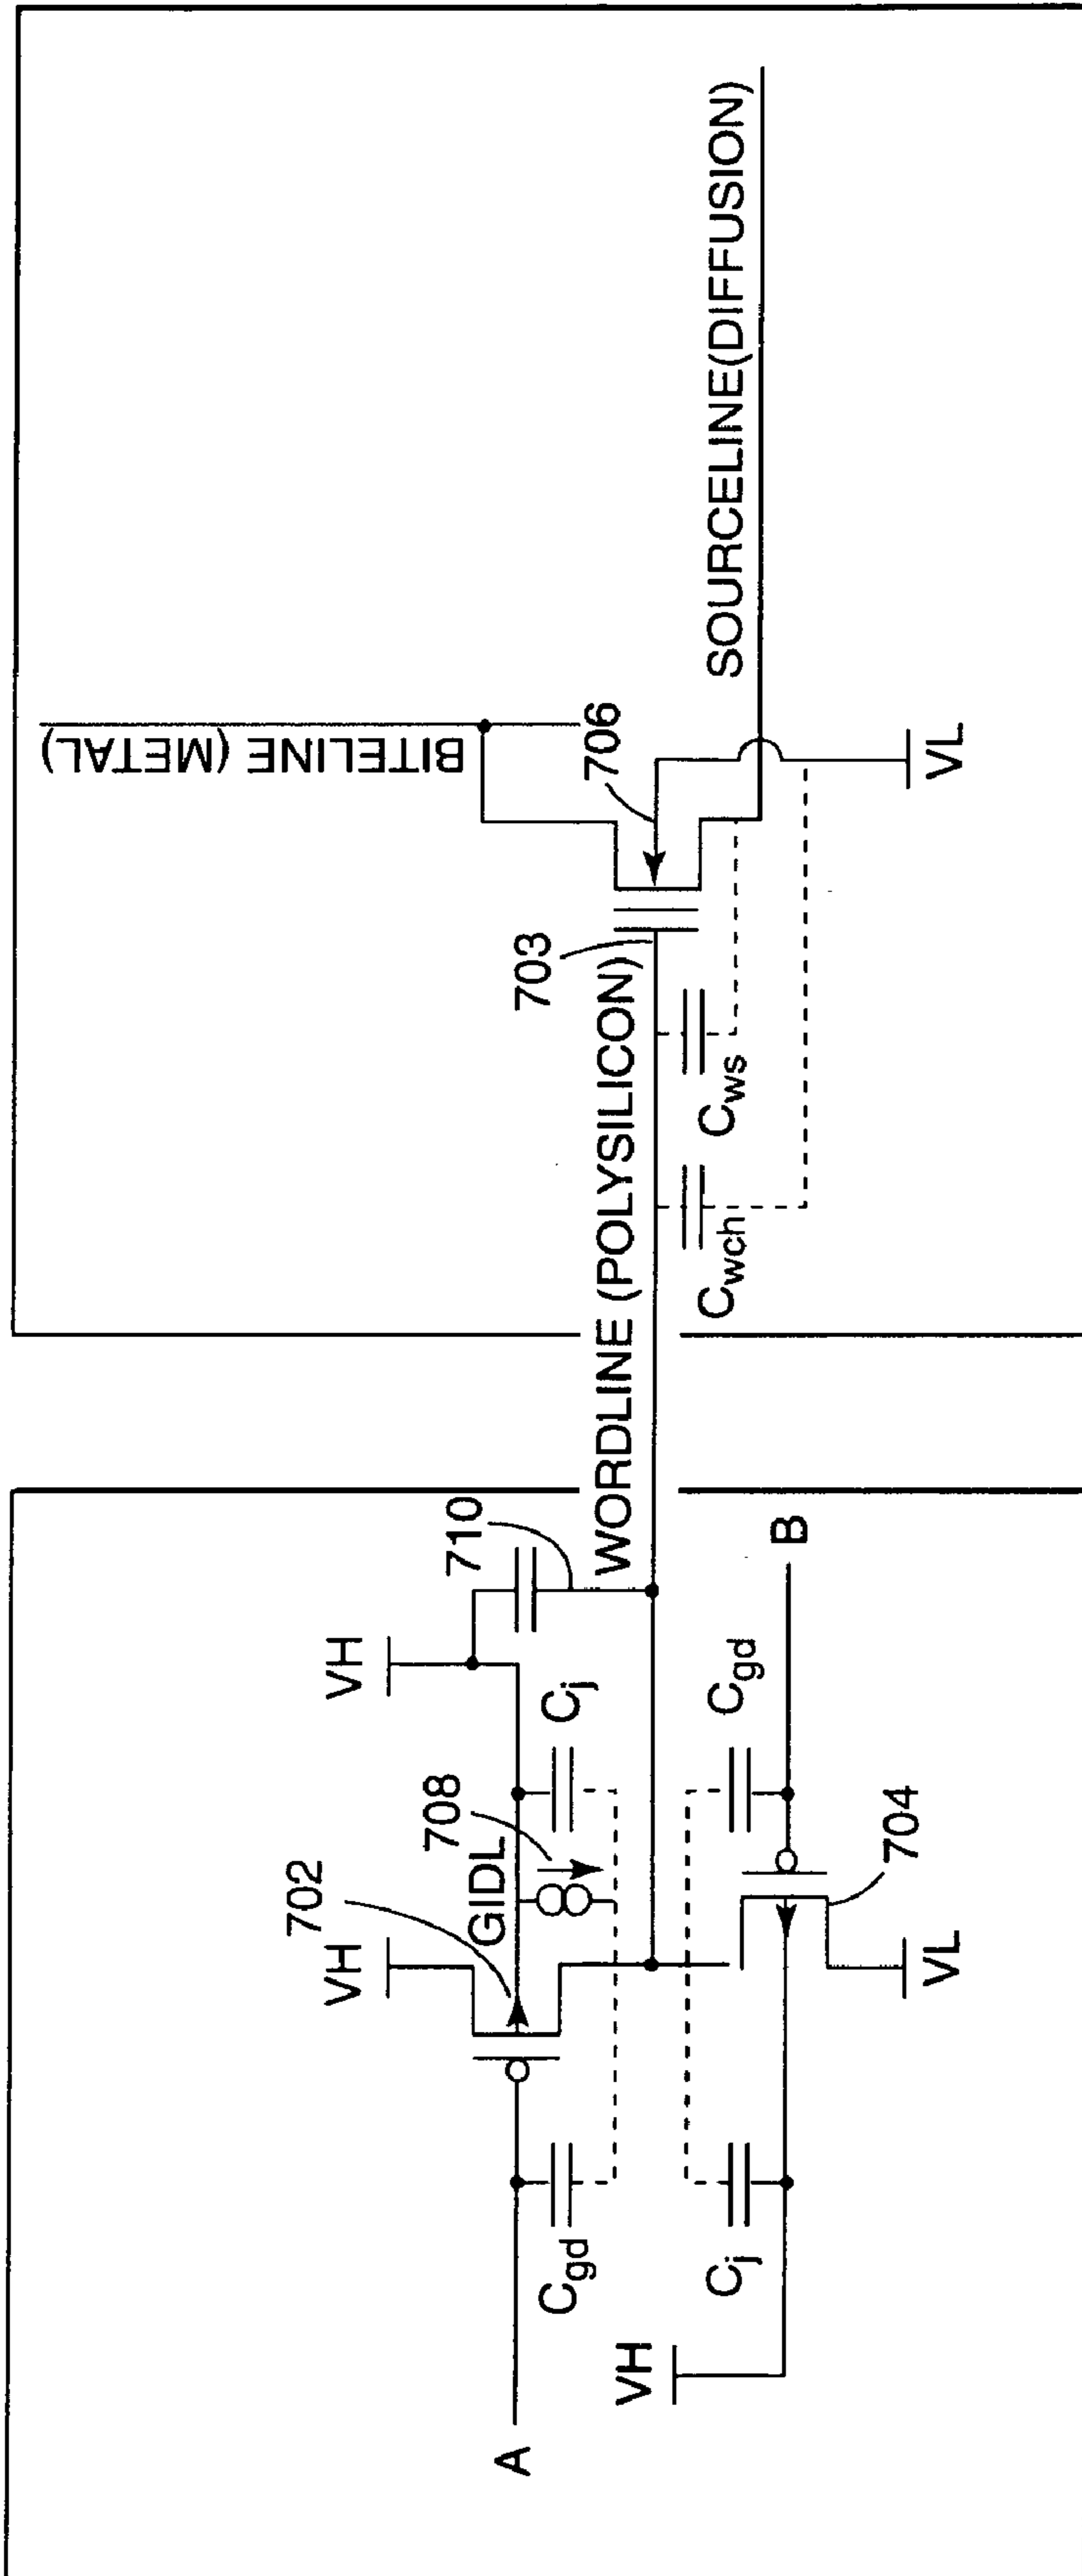 VH
VH
702
GIDL
708
710
C_j
A
C_gd
WORDLINE (POLYSILICON)
VH
C_j
C_gd
B
704
VL
BITELINE (METAL)
703
706
C_wch
C_ws
SOURCELINE(DIFFUSION)
VL